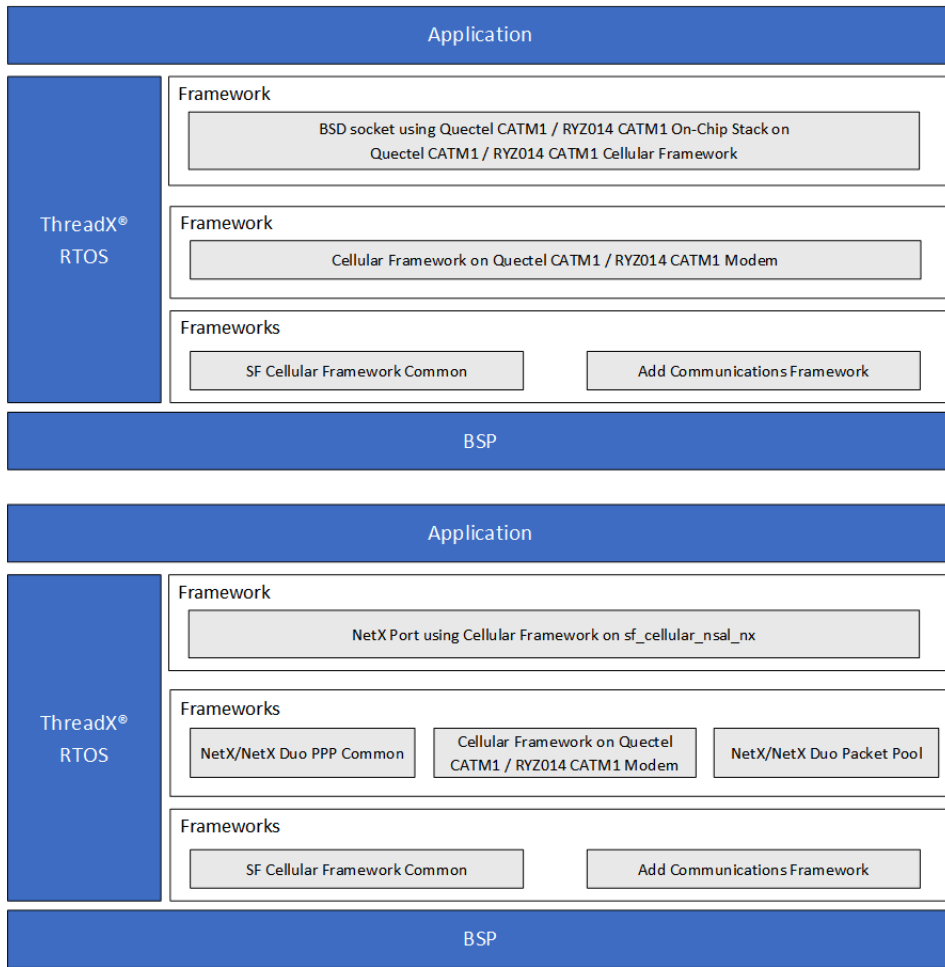 Application
Framework
BSD socket using Quectel CATM1 / RYZ014 CATM1 On-Chip Stack on
Quectel CATM1 / RYZ014 CATM1 Cellular Framework
ThreadX®
RTOS
Framework
Cellular Framework on Quectel CATM1 / RYZ014 CATM1 Modem
Frameworks
SF Cellular Framework Common
Add Communications Framework
BSP
Application
Framework
NetX Port using Cellular Framework on sf_cellular_nsal_nx
ThreadX®
RTOS
Frameworks
NetX/NetX Duo PPP Common
Cellular Framework on Quectel
CATM1 / RYZ014 CATM1 Modem
NetX/NetX Duo Packet Pool
Frameworks
SF Cellular Framework Common
Add Communications Framework
BSP